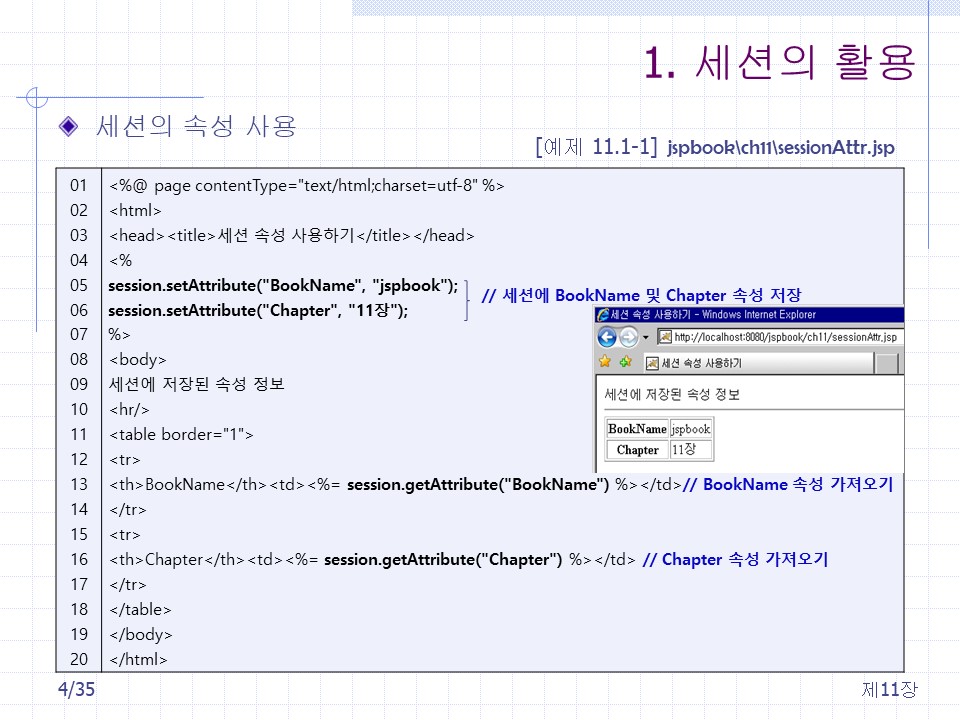 1. 세션의 활용
세션의 속성 사용
[예제 11.1-1] jspbook\ch11\sessionAttr.jsp
01 <%@ page contentType="text/html;charset=utf-8" %>
02 <html>
03 <head><title>세션 속성 사용하기</title></head>
04 <%
05 session.setAttribute("BookName", "jspbook");
// 세션에 BookName 및 Chapter 속성 저장
06 session.setAttribute("Chapter", "11장");
07 %>
08 <body>
09 세션에 저장된 속성 정보
10 <hr/>
11 <table border="1">
12 <tr>
13 <th>BookName</th><td><%= session.getAttribute("BookName") %></td>// BookName 속성 가져오기
14 </tr>
15 <tr>
16 <th>Chapter</th><td><%= session.getAttribute("Chapter") %></td> // Chapter 속성 가져오기
17 </tr>
18 </table>
19 </body>
20 </html>
세션 속성 사용하기 - Windows Internet Explorer
http://localhost:8080/jspbook/ch11/sessionAttr.jsp
세션 속성 사용하기
세션에 저장된 속성 정보
BookName jspbook
Chapter 11장
4/35
제11장